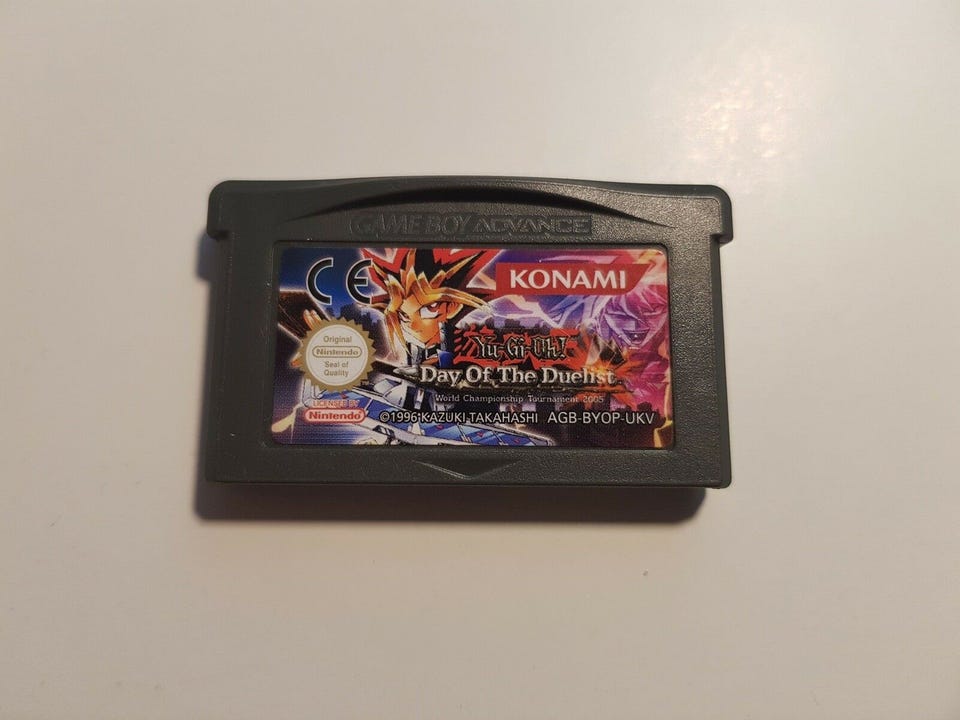 GAME BOY ADVANCE
CE
KONAMI
Original
Nintendo
Seal of
Quality
Yu-Gi-Oh!
Day Of The Duelist
World Championship Tournament 2005
LICENSED BY
Nintendo
©1996 KAZUKI TAKAHASHI AGB-BYOP-UKV